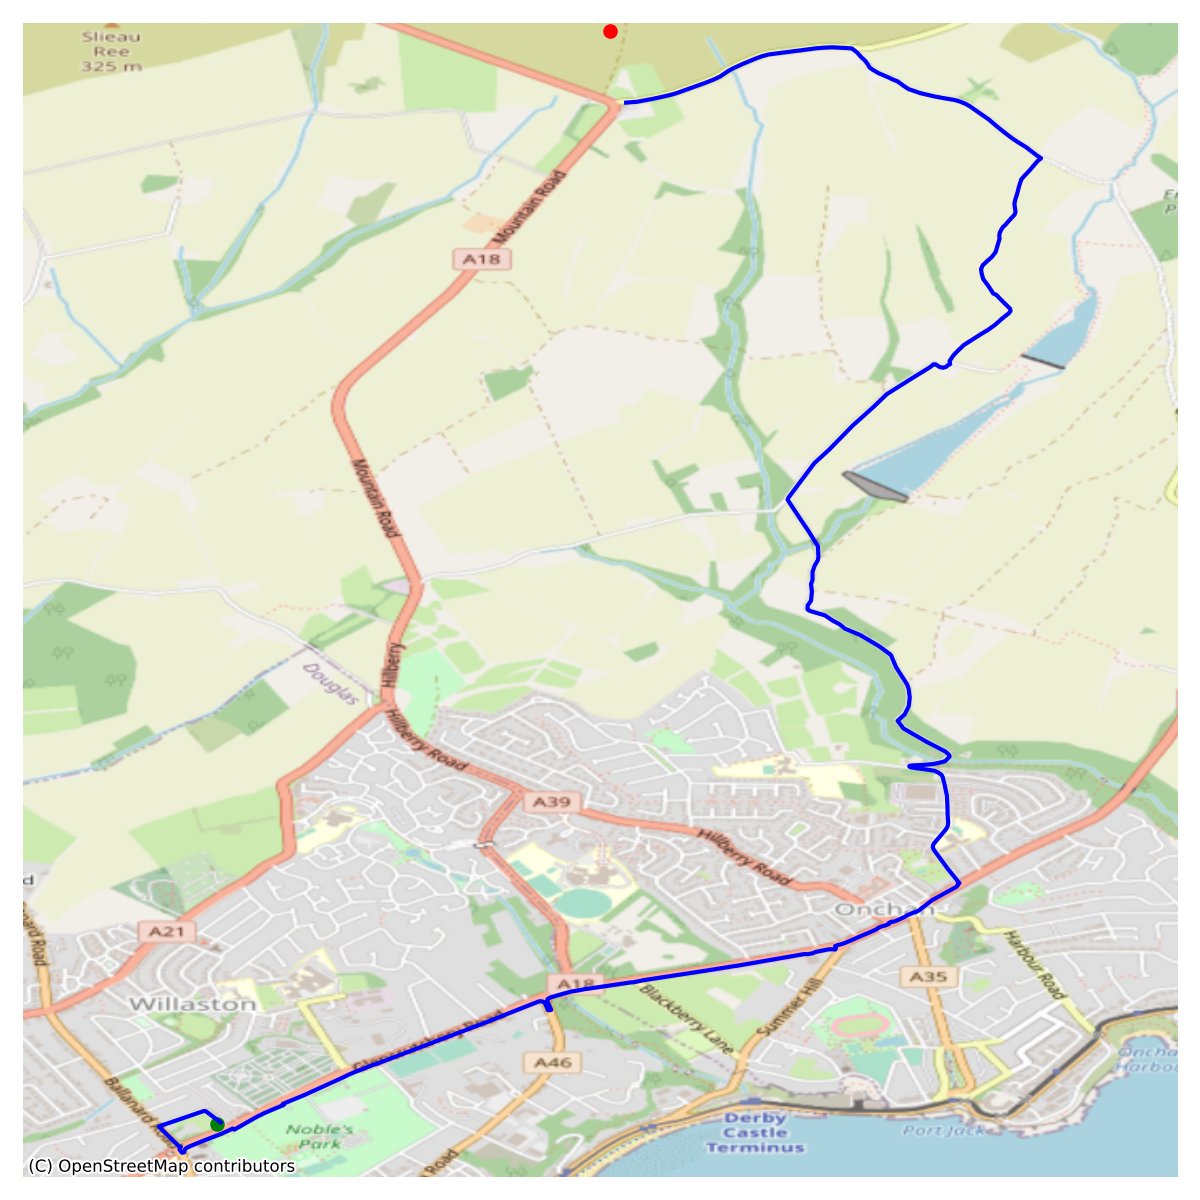 Slieau
Ree
325 m
Mountain Road
A18
Mountain Road
Hillberry
Douglas
Hillberry Road
A39
Hillberry Road
Onchan
A21
Willaston
A18
A35
Harbour Road
Blackberry Lane
Summer Hill
A46
Ballanard Road
Noble's
Park
Derby
Castle
Terminus
Port Jack
Road
(C) OpenStreetMap contributors